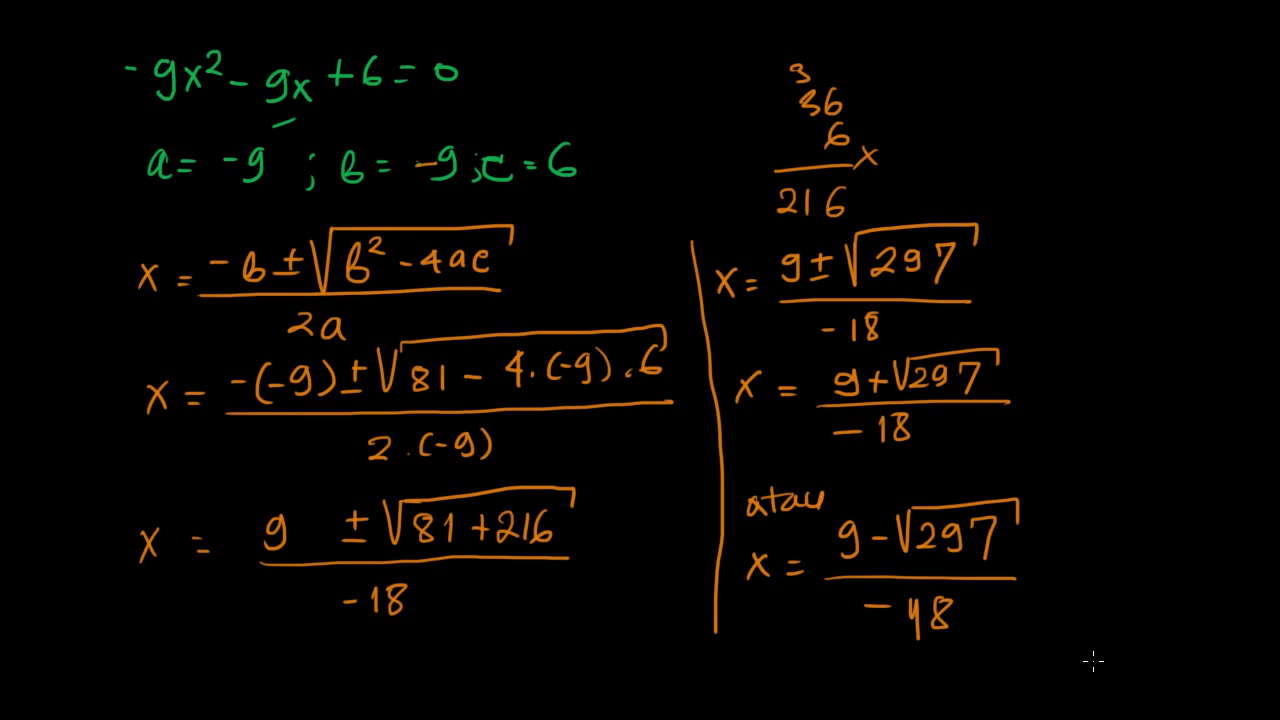 -9x² - 9x + 6 = 0
a = -9 ; b = -9 ; c = 6
x = (-b ± √(b² - 4ac)) / 2a
x = (-(-9) ± √(81 - 4.(-9).6)) / 2.(-9)
x = (9 ± √(81 + 216)) / -18
3
36
6 x
216
x = (9 ± √297) / -18
x = (9 + √297) / -18
atau
x = (9 - √297) / -18